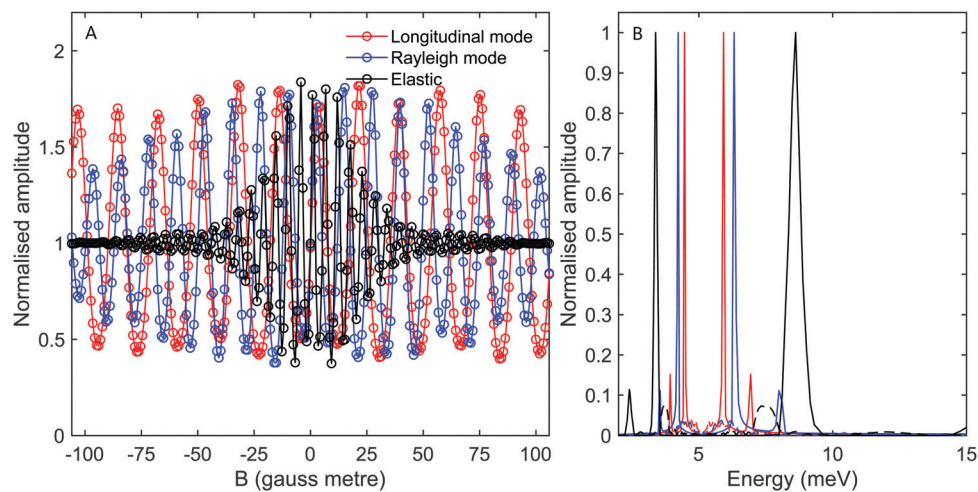 A
Longitudinal mode
Rayleigh mode
Elastic
Normalised amplitude
2
1.5
1
0.5
0
-100 -75 -50 -25 0 25 50 75 100
B (gauss metre)
B
Normalised amplitude
1
0.9
0.8
0.7
0.6
0.5
0.4
0.3
0.2
0.1
0
5 10 15
Energy (meV)